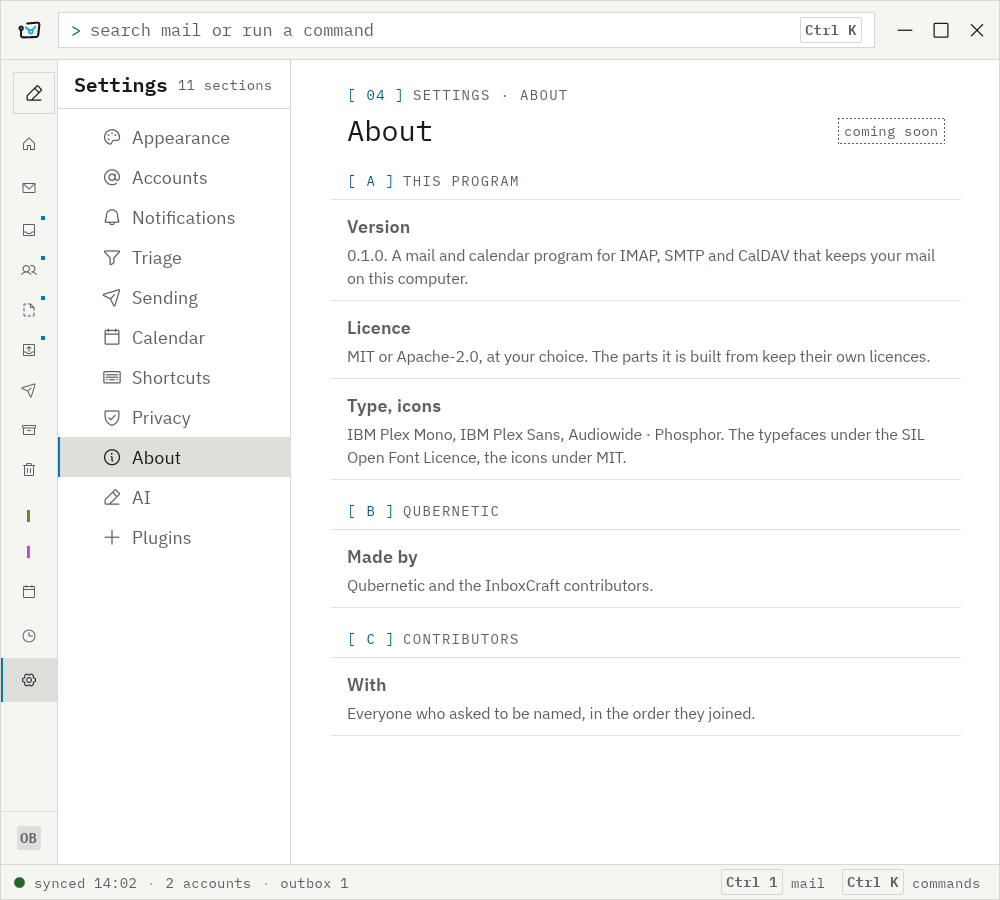 > search mail or run a command
Ctrl K
Settings 11 sections
Appearance
Accounts
Notifications
Triage
Sending
Calendar
Shortcuts
Privacy
About
AI
Plugins
OB
[ 04 ] SETTINGS · ABOUT
About
coming soon
[ A ] THIS PROGRAM
Version
0.1.0. A mail and calendar program for IMAP, SMTP and CalDAV that keeps your mail
on this computer.
Licence
MIT or Apache-2.0, at your choice. The parts it is built from keep their own licences.
Type, icons
IBM Plex Mono, IBM Plex Sans, Audiowide · Phosphor. The typefaces under the SIL
Open Font Licence, the icons under MIT.
[ B ] QUBERNETIC
Made by
Qubernetic and the InboxCraft contributors.
[ C ] CONTRIBUTORS
With
Everyone who asked to be named, in the order they joined.
synced 14:02 · 2 accounts · outbox 1
Ctrl 1 mail Ctrl K commands